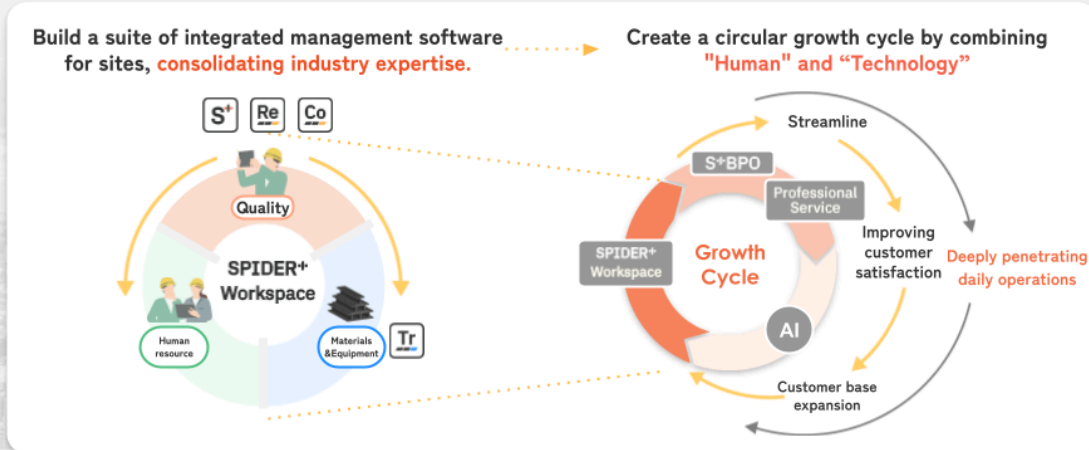 Build a suite of integrated management software
for sites, consolidating industry expertise.
Create a circular growth cycle by combining
"Human" and “Technology”
S+
Re
Co
Quality
SPIDER+
Workspace
Human
resource
Materials
&Equipment
Tr
Streamline
S+BPO
Professional
Service
SPIDER+
Workspace
Growth
Cycle
Improving
customer
satisfaction
Deeply penetrating
daily operations
AI
Customer base
expansion